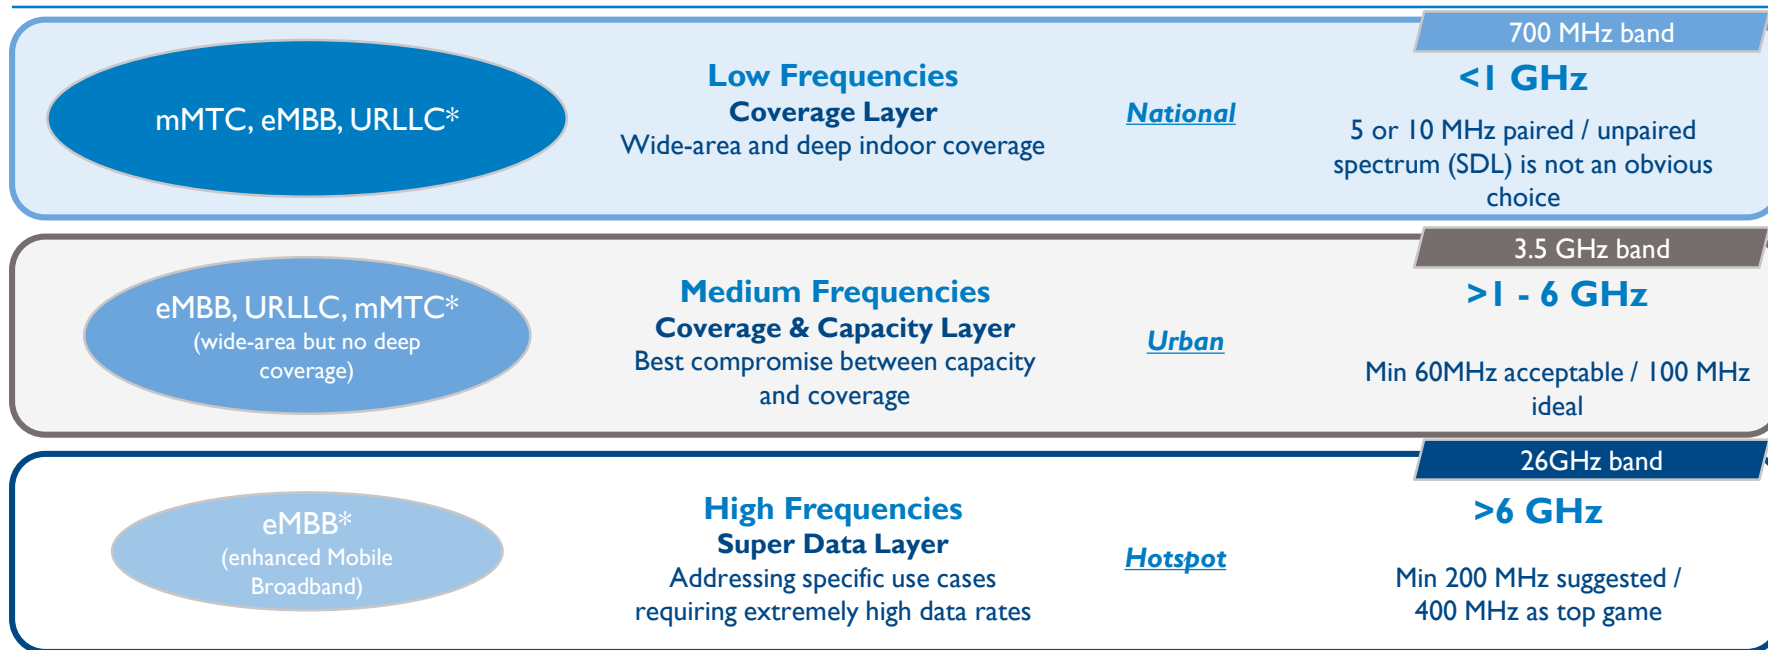 700 MHz band
mMTC, eMBB, URLLC*
Low Frequencies
Coverage Layer
Wide-area and deep indoor coverage
National
<1 GHz
5 or 10 MHz paired / unpaired
spectrum (SDL) is not an obvious
choice
3.5 GHz band
eMBB, URLLC, mMTC*
(wide-area but no deep
coverage)
Medium Frequencies
Coverage & Capacity Layer
Best compromise between capacity
and coverage
Urban
>1 - 6 GHz
Min 60MHz acceptable / 100 MHz
ideal
26GHz band
eMBB*
(enhanced Mobile
Broadband)
High Frequencies
Super Data Layer
Addressing specific use cases
requiring extremely high data rates
Hotspot
>6 GHz
Min 200 MHz suggested /
400 MHz as top game